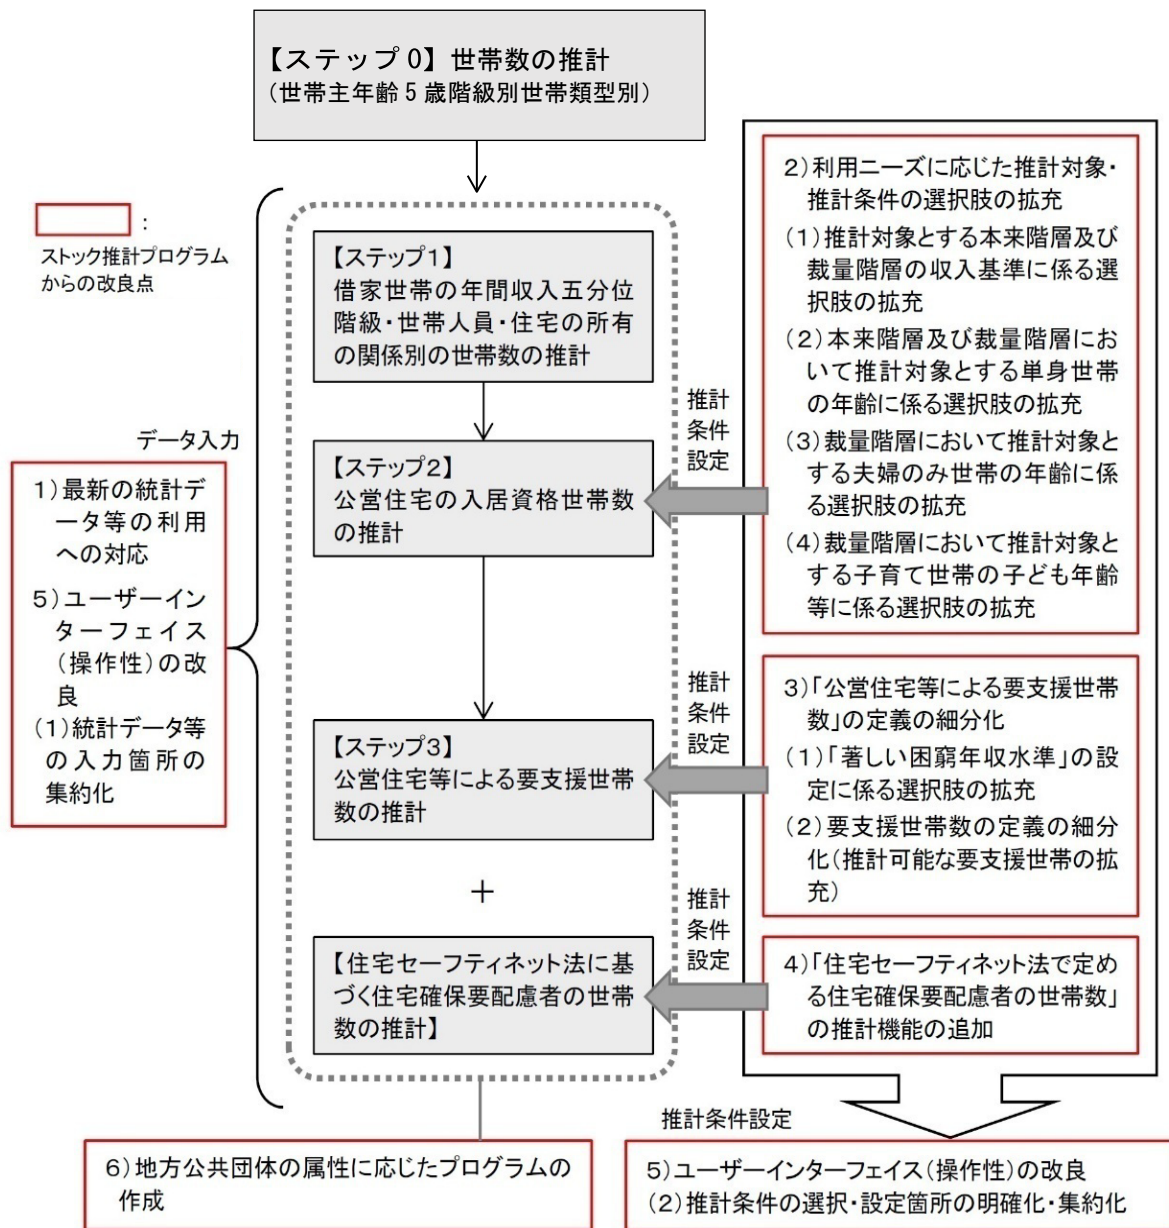 【ステップ0】世帯数の推計
(世帯主年齢5歳階級別世帯類型別)
:
ストック推計プログラム
からの改良点
【ステップ1】
借家世帯の年間収入五分位
階級・世帯人員・住宅の所有
の関係別の世帯数の推計
【ステップ2】
公営住宅の入居資格世帯数
の推計
【ステップ3】
公営住宅等による要支援世帯
数の推計
+
【住宅セーフティネット法に基
づく住宅確保要配慮者の世帯
数の推計】
データ入力
1)最新の統計デ
ータ等の利用
への対応
5)ユーザーイン
ターフェイス
(操作性)の改
良
(1)統計データ等
の入力箇所の
集約化
推計
条件
設定
2)利用ニーズに応じた推計対象・
推計条件の選択肢の拡充
(1)推計対象とする本来階層及び
裁量階層の収入基準に係る選
択肢の拡充
(2)本来階層及び裁量階層にお
いて推計対象とする単身世帯
の年齢に係る選択肢の拡充
(3)裁量階層において推計対象と
する夫婦のみ世帯の年齢に係
る選択肢の拡充
(4)裁量階層において推計対象と
する子育て世帯の子ども年齢
等に係る選択肢の拡充
推計
条件
設定
3)「公営住宅等による要支援世帯
数」の定義の細分化
(1)「著しい困窮年収水準」の設
定に係る選択肢の拡充
(2)要支援世帯数の定義の細分
化(推計可能な要支援世帯の拡
充)
推計
条件
設定
4)「住宅セーフティネット法で定め
る住宅確保要配慮者の世帯数」
の推計機能の追加
推計条件設定
6)地方公共団体の属性に応じたプログラムの
作成
5)ユーザーインターフェイス(操作性)の改良
(2)推計条件の選択・設定箇所の明確化・集約化